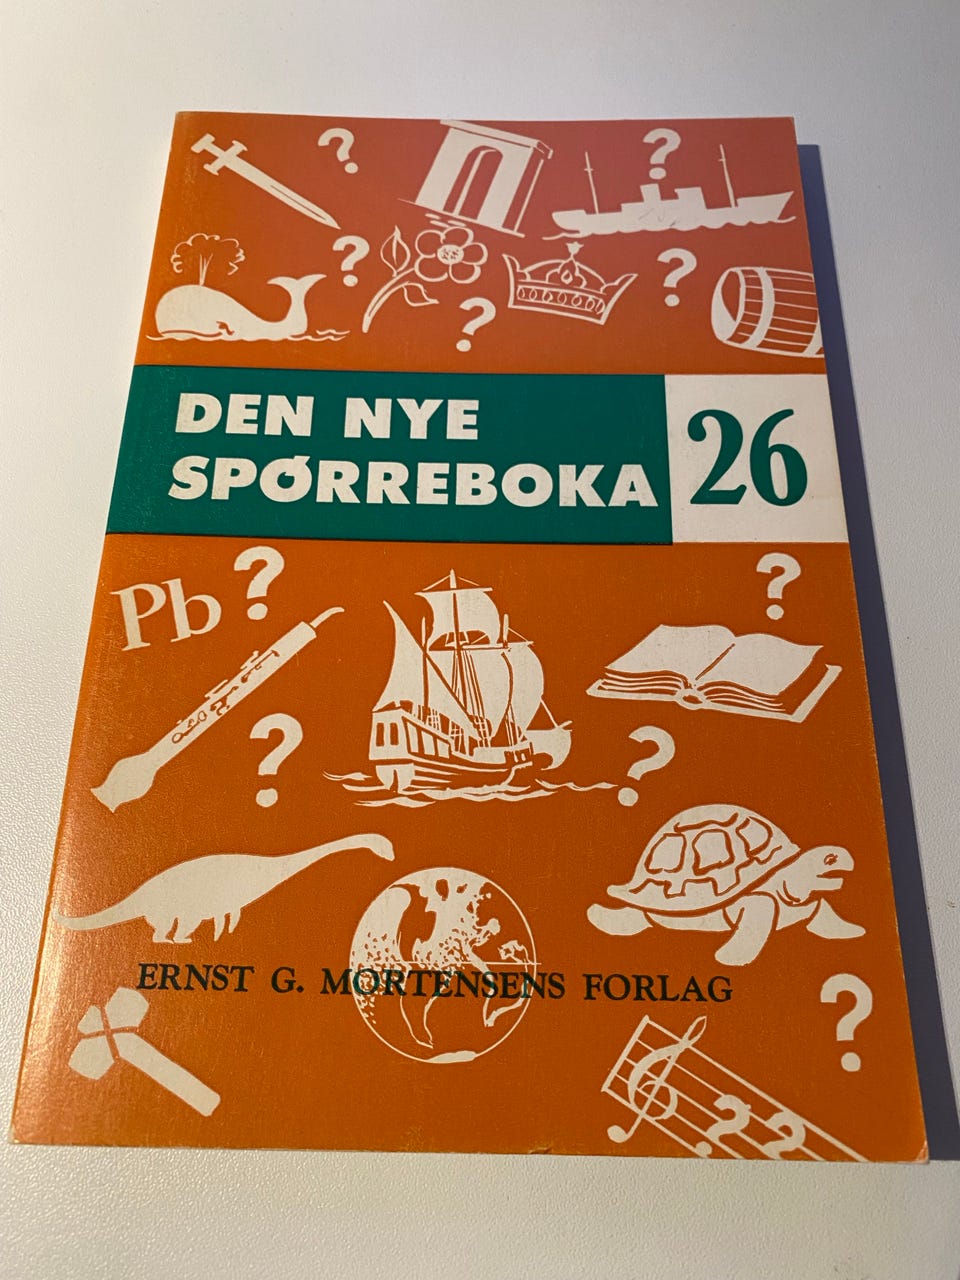 DEN NYE
SPØRREBOKA
26
Pb
ERNST G. MORTENSENS FORLAG